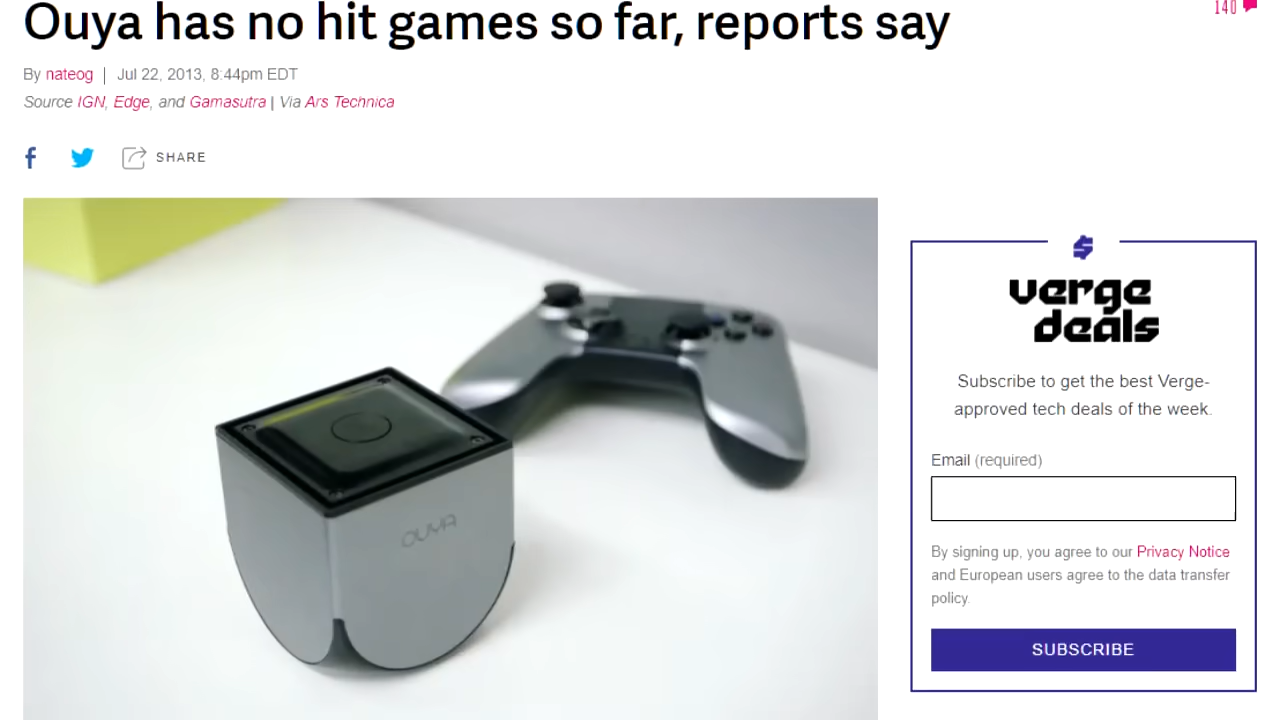 Ouya has no hit games so far, reports say
140
By nateog | Jul 22, 2013, 8:44pm EDT
Source IGN, Edge, and Gamasutra | Via Ars Technica
SHARE
OUYA
verge
deals
Subscribe to get the best Verge-
approved tech deals of the week.
Email (required)
By signing up, you agree to our Privacy Notice
and European users agree to the data transfer
policy.
SUBSCRIBE